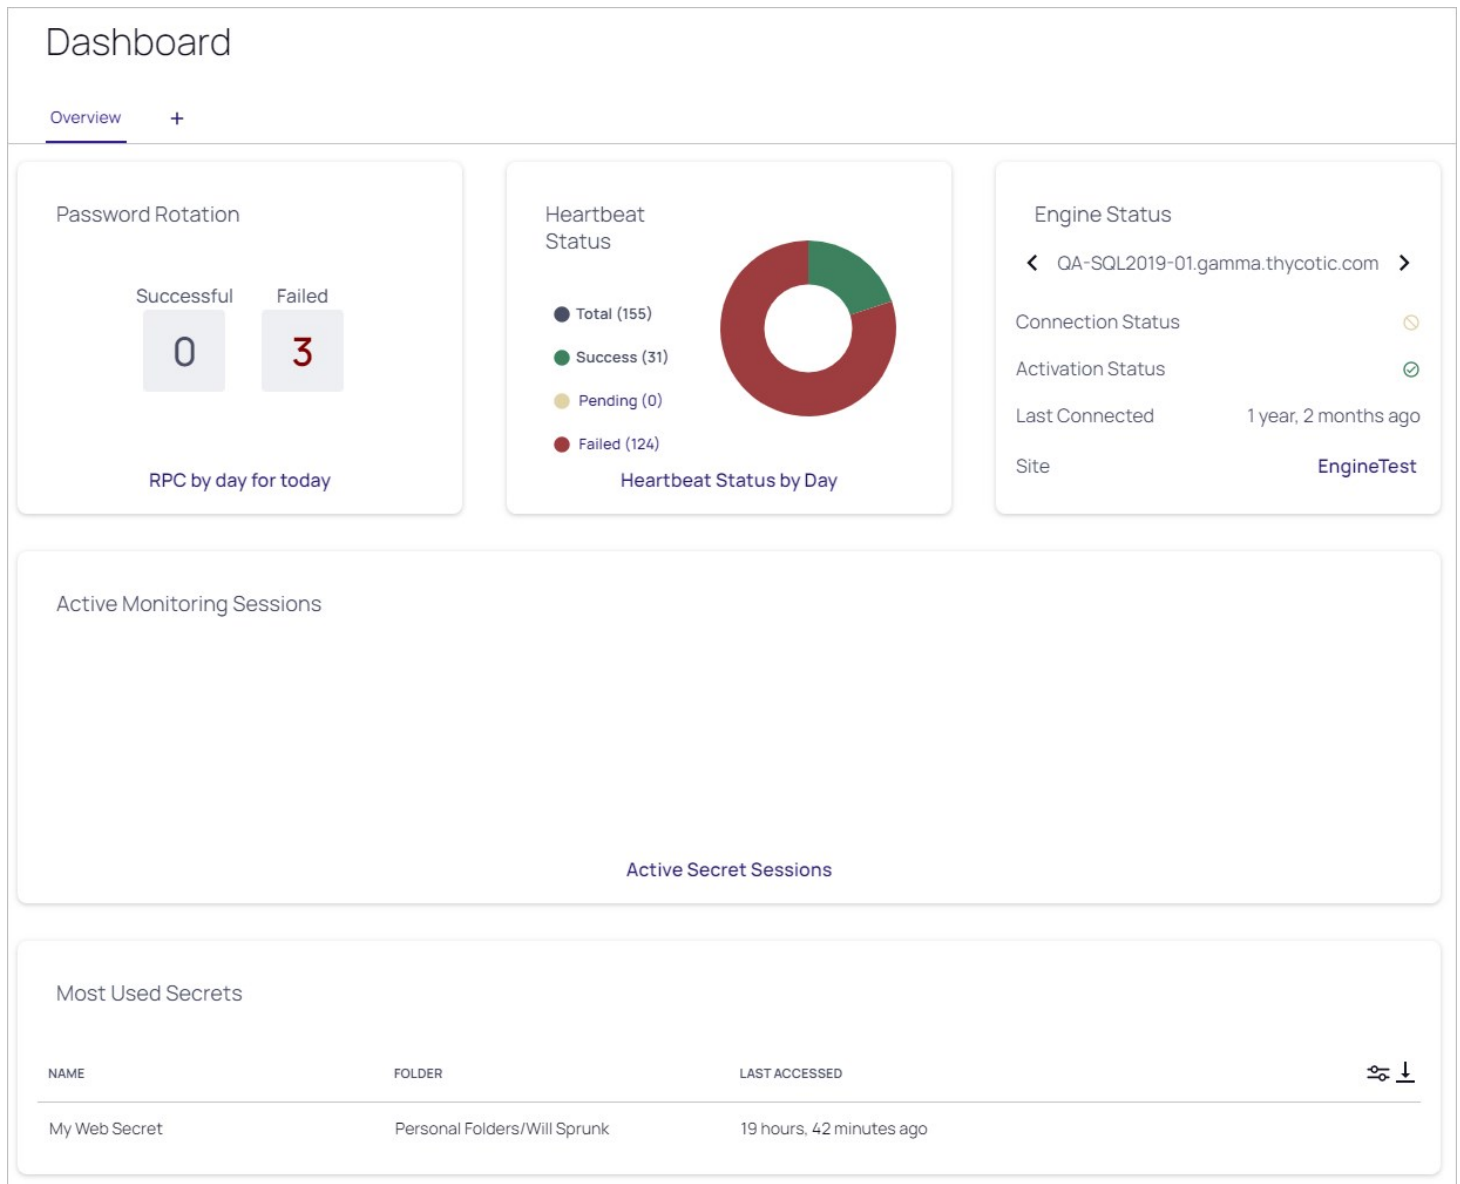 Dashboard
Overview +
Password Rotation
Successful Failed
0 3
RPC by day for today
Heartbeat
Status
Total (155)
Success (31)
Pending (0)
Failed (124)
Heartbeat Status by Day
Engine Status
QA-SQL2019-01.gamma.thycotic.com
Connection Status
Activation Status
Last Connected 1 year, 2 months ago
Site EngineTest
Active Monitoring Sessions
Active Secret Sessions
Most Used Secrets
NAME FOLDER LAST ACCESSED
My Web Secret Personal Folders/Will Sprunk 19 hours, 42 minutes ago